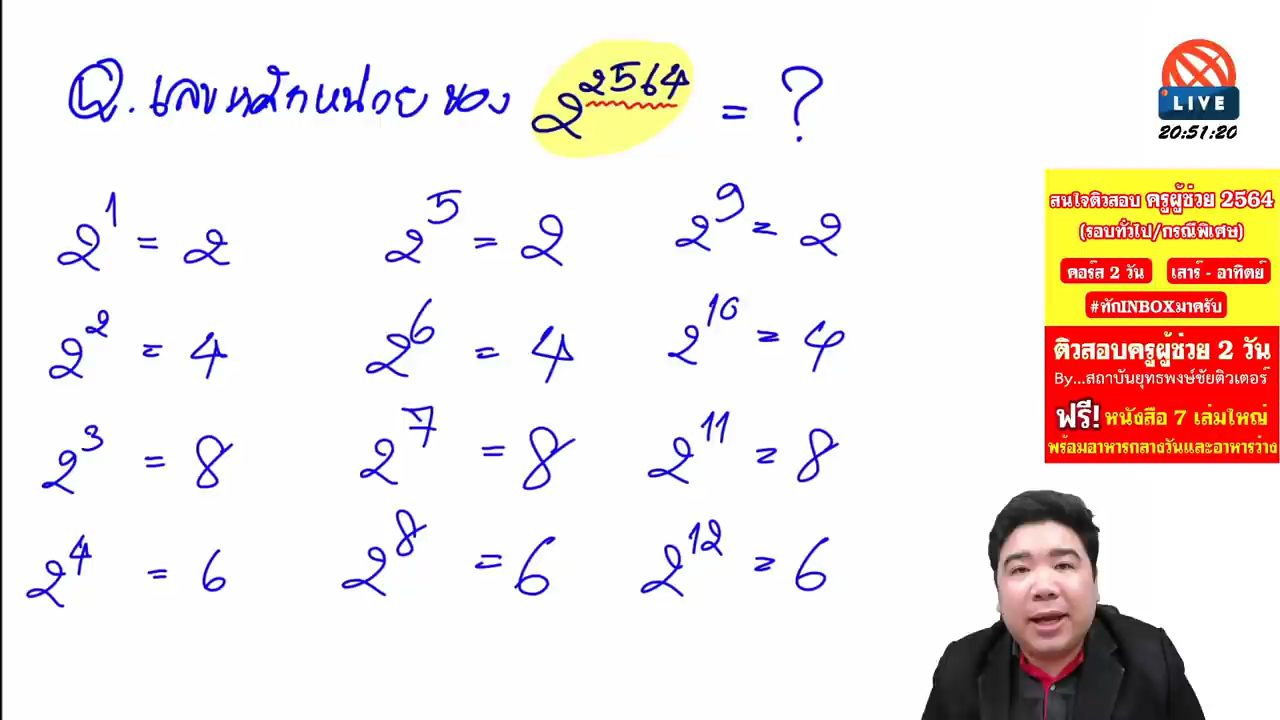 Q. เลขหลักหน่วย ของ 2^2564 = ?
2^1 = 2 2^5 = 2 2^9 = 2
2^2 = 4 2^6 = 4 2^10 = 4
2^3 = 8 2^7 = 8 2^11 = 8
2^4 = 6 2^8 = 6 2^12 = 6
LIVE
20:51:20
สนใจติวสอบ ครูผู้ช่วย 2564
(รอบทั่วไป/กรณีพิเศษ)
คอร์ส 2 วัน เสาร์ - อาทิตย์
#ทักINBOXมาครับ
ติวสอบครูผู้ช่วย 2 วัน
By...สถาบันยุทธพงษ์ชัยติวเตอร์
ฟรี! หนังสือ 7 เล่มใหญ่
พร้อมอาหารกลางวันและอาหารว่าง